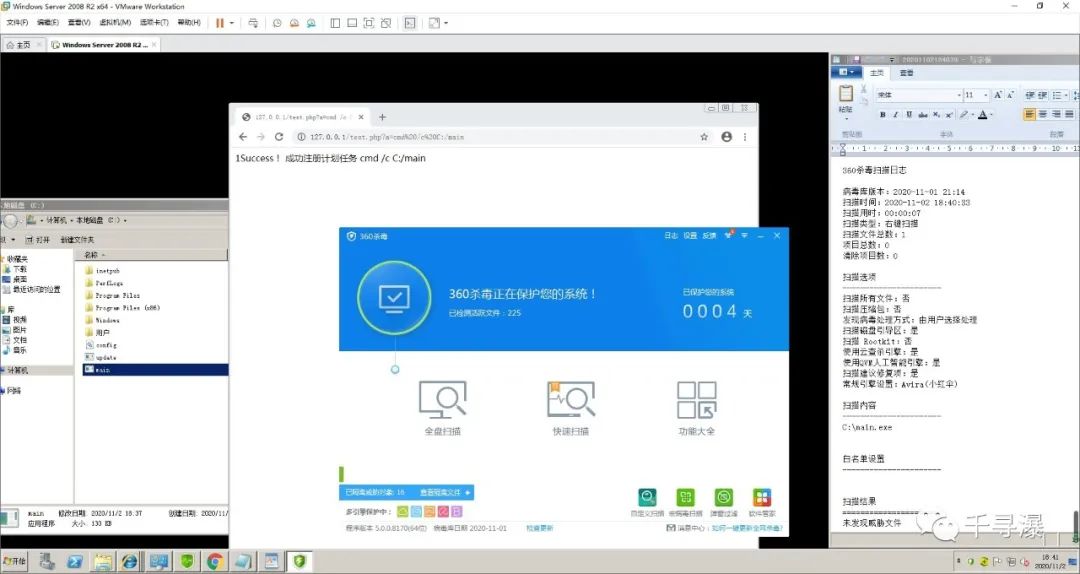 Windows Server 2008 R2 x64 - VMware Workstation
文件(F) 编辑(E) 查看(V) 虚拟机(M) 选项卡(T) 帮助(H)
主页
Windows Server 2008 R2 ...
127.0.0.1/test.php?a=cmd /c
127.0.0.1/test.php?a=cmd%20/c%20C:/main
1Success！ 成功注册计划任务 cmd /c C:/main
计算机 本地磁盘 (C:)
打开 新建文件夹
名称
收藏夹
下载
桌面
最近访问的位置
库
视频
图片
文档
音乐
计算机
网络
inetpub
PerfLogs
Program Files
Program Files (x86)
Windows
用户
config
update
main
main 修改日期: 2020/11/2 18:37 创建日期: 2020/11/
应用程序 大小: 133 KB
360杀毒
日志 设置 反馈
360杀毒正在保护您的系统！
已检测活跃文件：225
已保护您的系统
0004 天
全盘扫描
快速扫描
功能大全
已隔离威胁对象: 16 查看隔离文件
多引擎保护中：
自定义扫描
宏病毒扫描
弹窗过滤
软件管家
程序版本 5.0.0.8170(64位) 病毒库日期 2020-11-01 检查更新
消息中心：如何一键更新全网杀毒?
主页 查看
粘贴
宋体 11
剪贴板 字体 段落
360杀毒扫描日志
病毒库版本：2020-11-01 21:14
扫描时间：2020-11-02 18:40:33
扫描用时：00:00:07
扫描类型：右键扫描
扫描文件总数：1
项目总数：0
清除项目数：0
扫描选项
----------------------
扫描所有文件：否
扫描压缩包：否
发现病毒处理方式：由用户选择处理
扫描磁盘引导区：是
扫描 Rootkit：否
使用云查杀引擎：是
使用QVM人工智能引擎：是
扫描建议修复项：是
常规引擎设置：Avira(小红伞)
扫描内容
----------------------
C:\main.exe
白名单设置
----------------------
扫描结果
======================
未发现威胁文件
千寻瀑
开始
18:41
2020/11/2